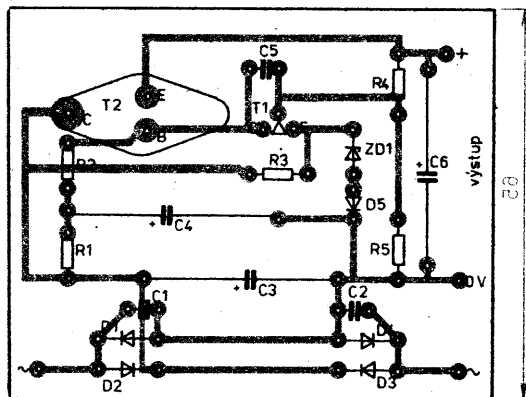 C5
+
E
R4
T2
T1
C
B
ZD1
R2
R3
C6
výstup
55
D5
+
C4
R1
R5
+
C3
0V
C1
C2
D1
~
D2
D3
~